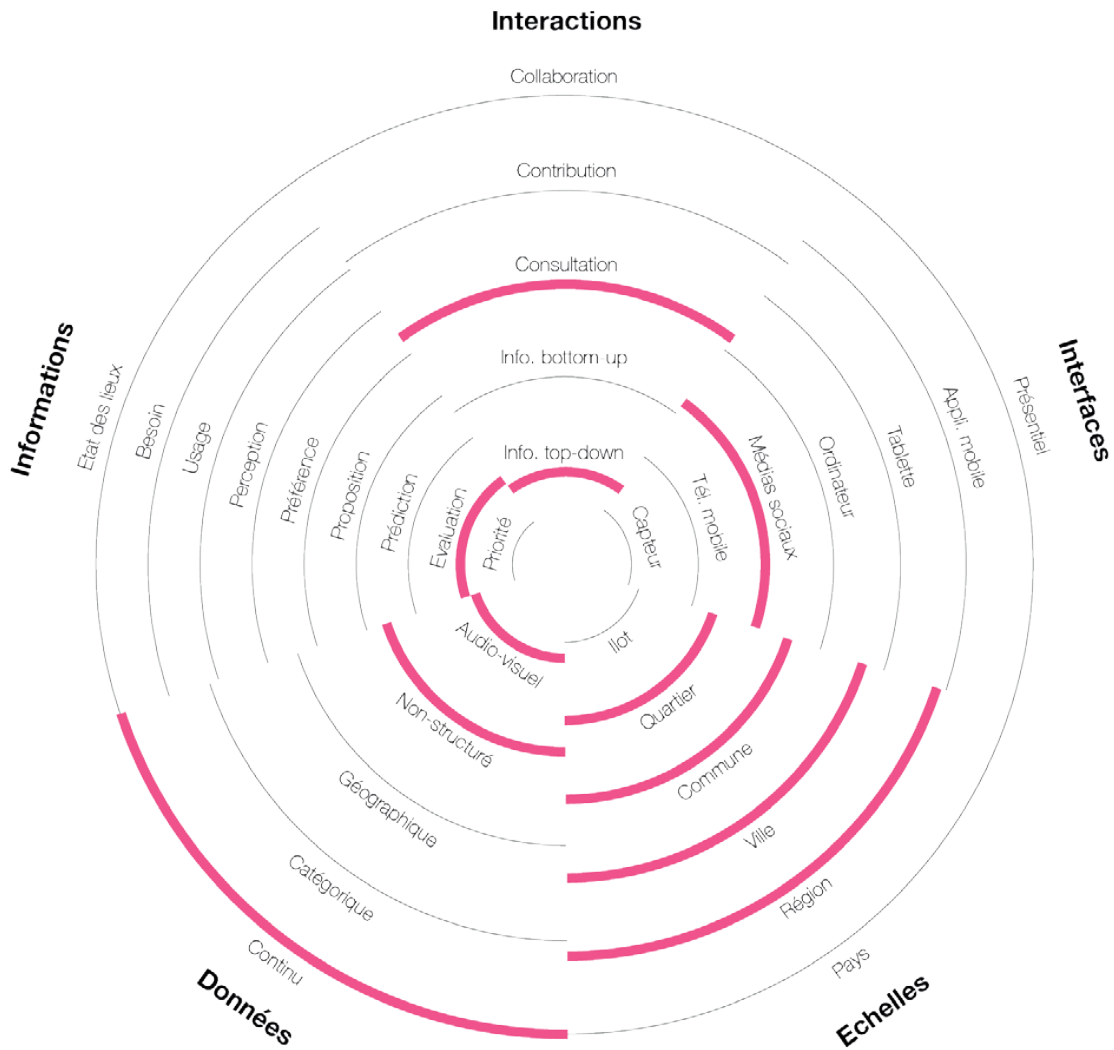 Interactions
Collaboration
Contribution
Consultation
Info. bottom-up
Info. top-down
Informations
Etat des lieux
Besoin
Usage
Perception
Préférence
Proposition
Prédiction
Evaluation
Priorité
Interfaces
Capteur
Tél. mobile
Médias sociaux
Ordinateur
Tablette
Appli. mobile
Présentiel
Audio-visuel
Non-structuré
Géographique
Catégorique
Continu
Données
Ilot
Quartier
Commune
Ville
Région
Pays
Echelles